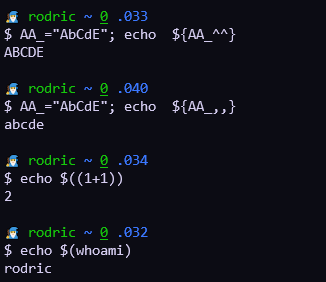 rodric ~ 0 .033
$ AA_="AbCdE"; echo  ${AA_^^}
ABCDE
rodric ~ 0 .040
$ AA_="AbCdE"; echo  ${AA_,,}
abcde
rodric ~ 0 .034
$ echo $((1+1))
2
rodric ~ 0 .032
$ echo $(whoami)
rodric